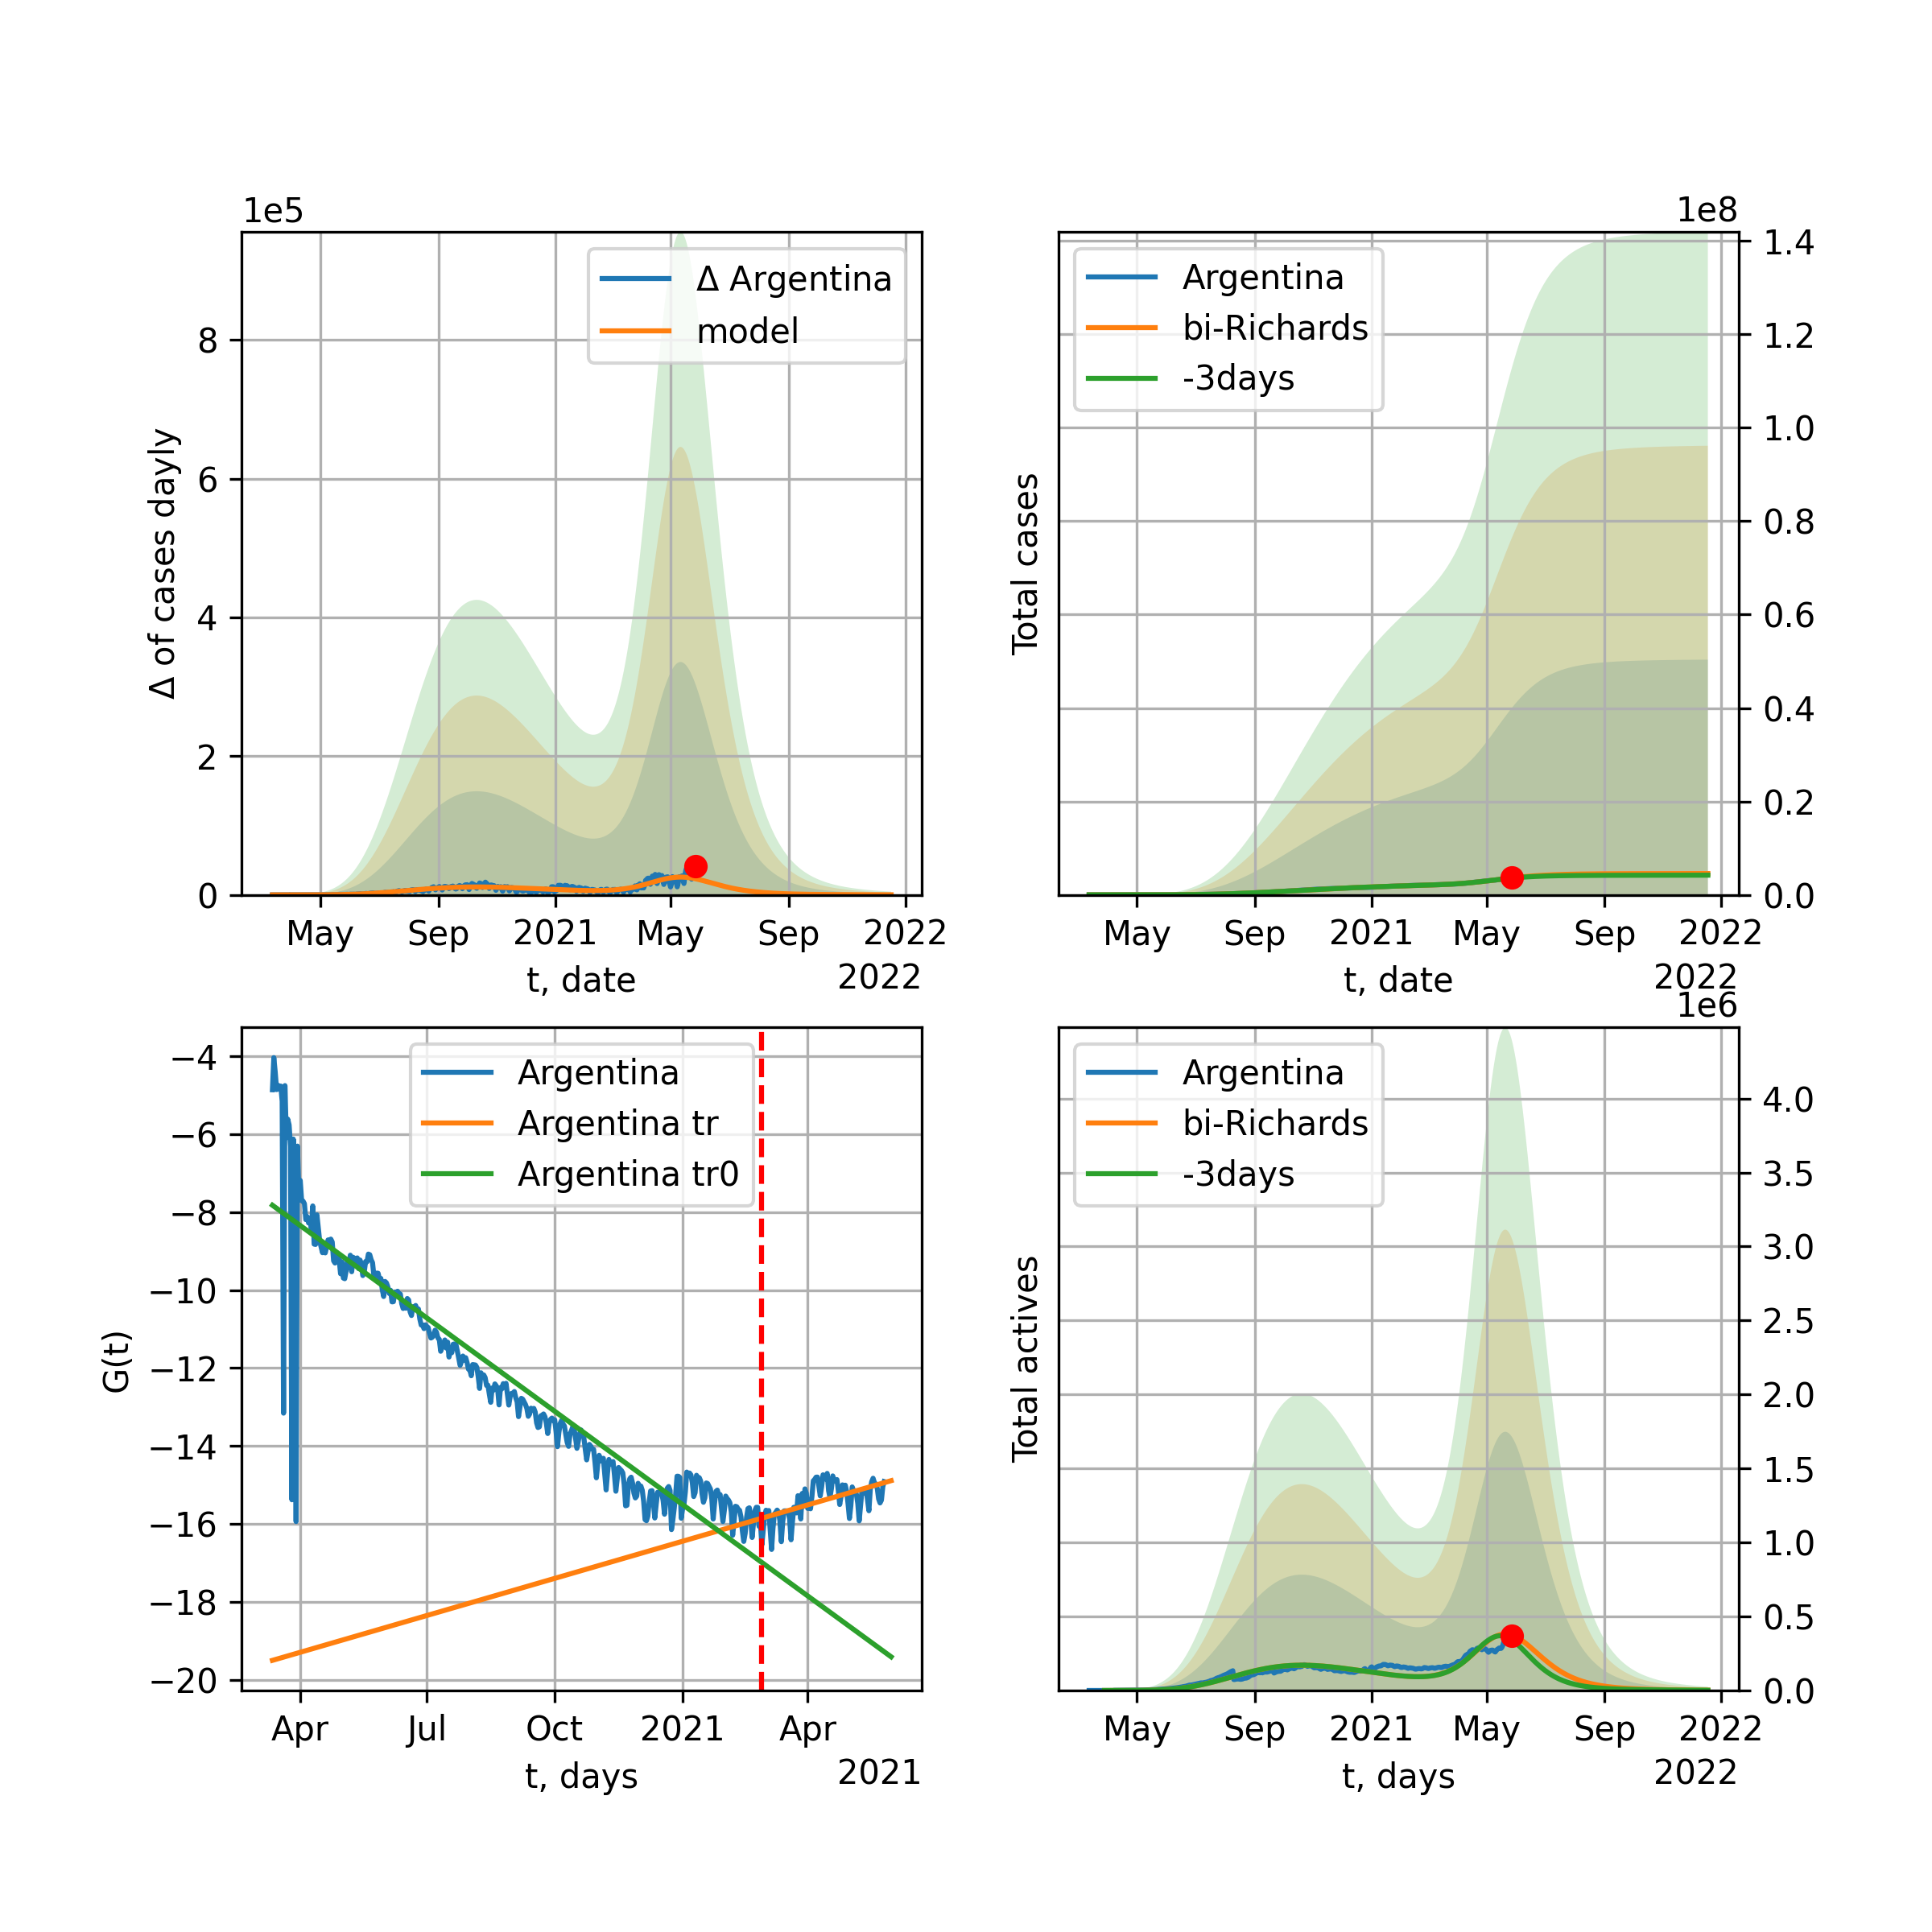 1e5
Δ Argentina
model
8
6
4
2
0
Δ of cases dayly
May Sep 2021 May Sep 2022
t, date
2022
1e8
Argentina
bi-Richards
-3days
1.4
1.2
1.0
0.8
0.6
0.4
0.2
0.0
Total cases
May Sep 2021 May Sep 2022
t, date
2022
Argentina
Argentina tr
Argentina tr0
−4
−6
−8
−10
−12
−14
−16
−18
−20
G(t)
Apr Jul Oct 2021 Apr
t, days
2021
1e6
Argentina
bi-Richards
-3days
4.0
3.5
3.0
2.5
2.0
1.5
1.0
0.5
0.0
Total actives
May Sep 2021 May Sep 2022
t, days
2022